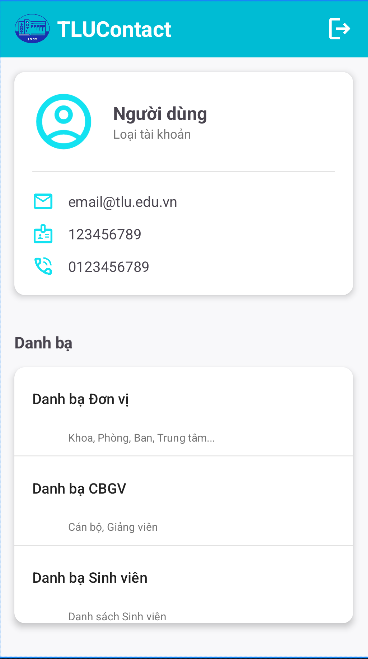 TLUContact
Người dùng
Loại tài khoản
email@tlu.edu.vn
123456789
0123456789
Danh bạ
Danh bạ Đơn vị
Khoa, Phòng, Ban, Trung tâm...
Danh bạ CBGV
Cán bộ, Giảng viên
Danh bạ Sinh viên
Danh sách Sinh viên